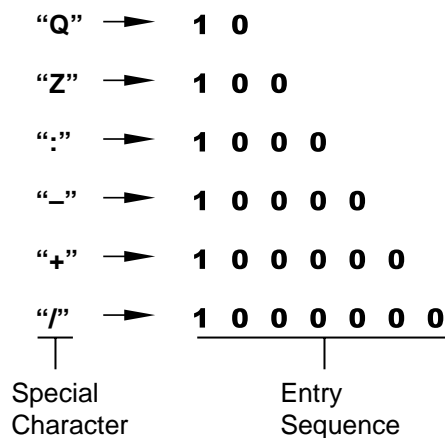 “Q” 1 0
“Z” 1 0 0
“:” 1 0 0 0
“–” 1 0 0 0 0
“+” 1 0 0 0 0 0
“/” 1 0 0 0 0 0 0
Special Entry
Character Sequence